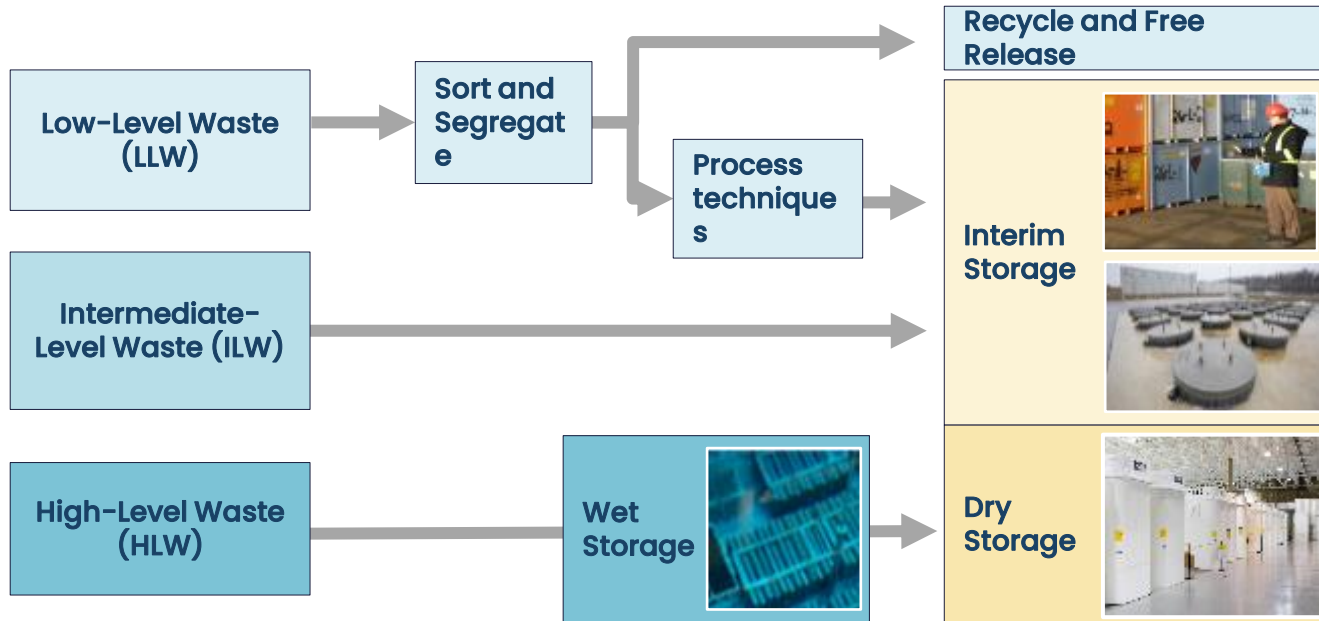 Recycle and Free
Release
Low-Level Waste
(LLW)
Sort and
Segregat
e
Process
technique
s
Interim
Storage
Intermediate-
Level Waste (ILW)
High-Level Waste
(HLW)
Wet
Storage
Dry
Storage